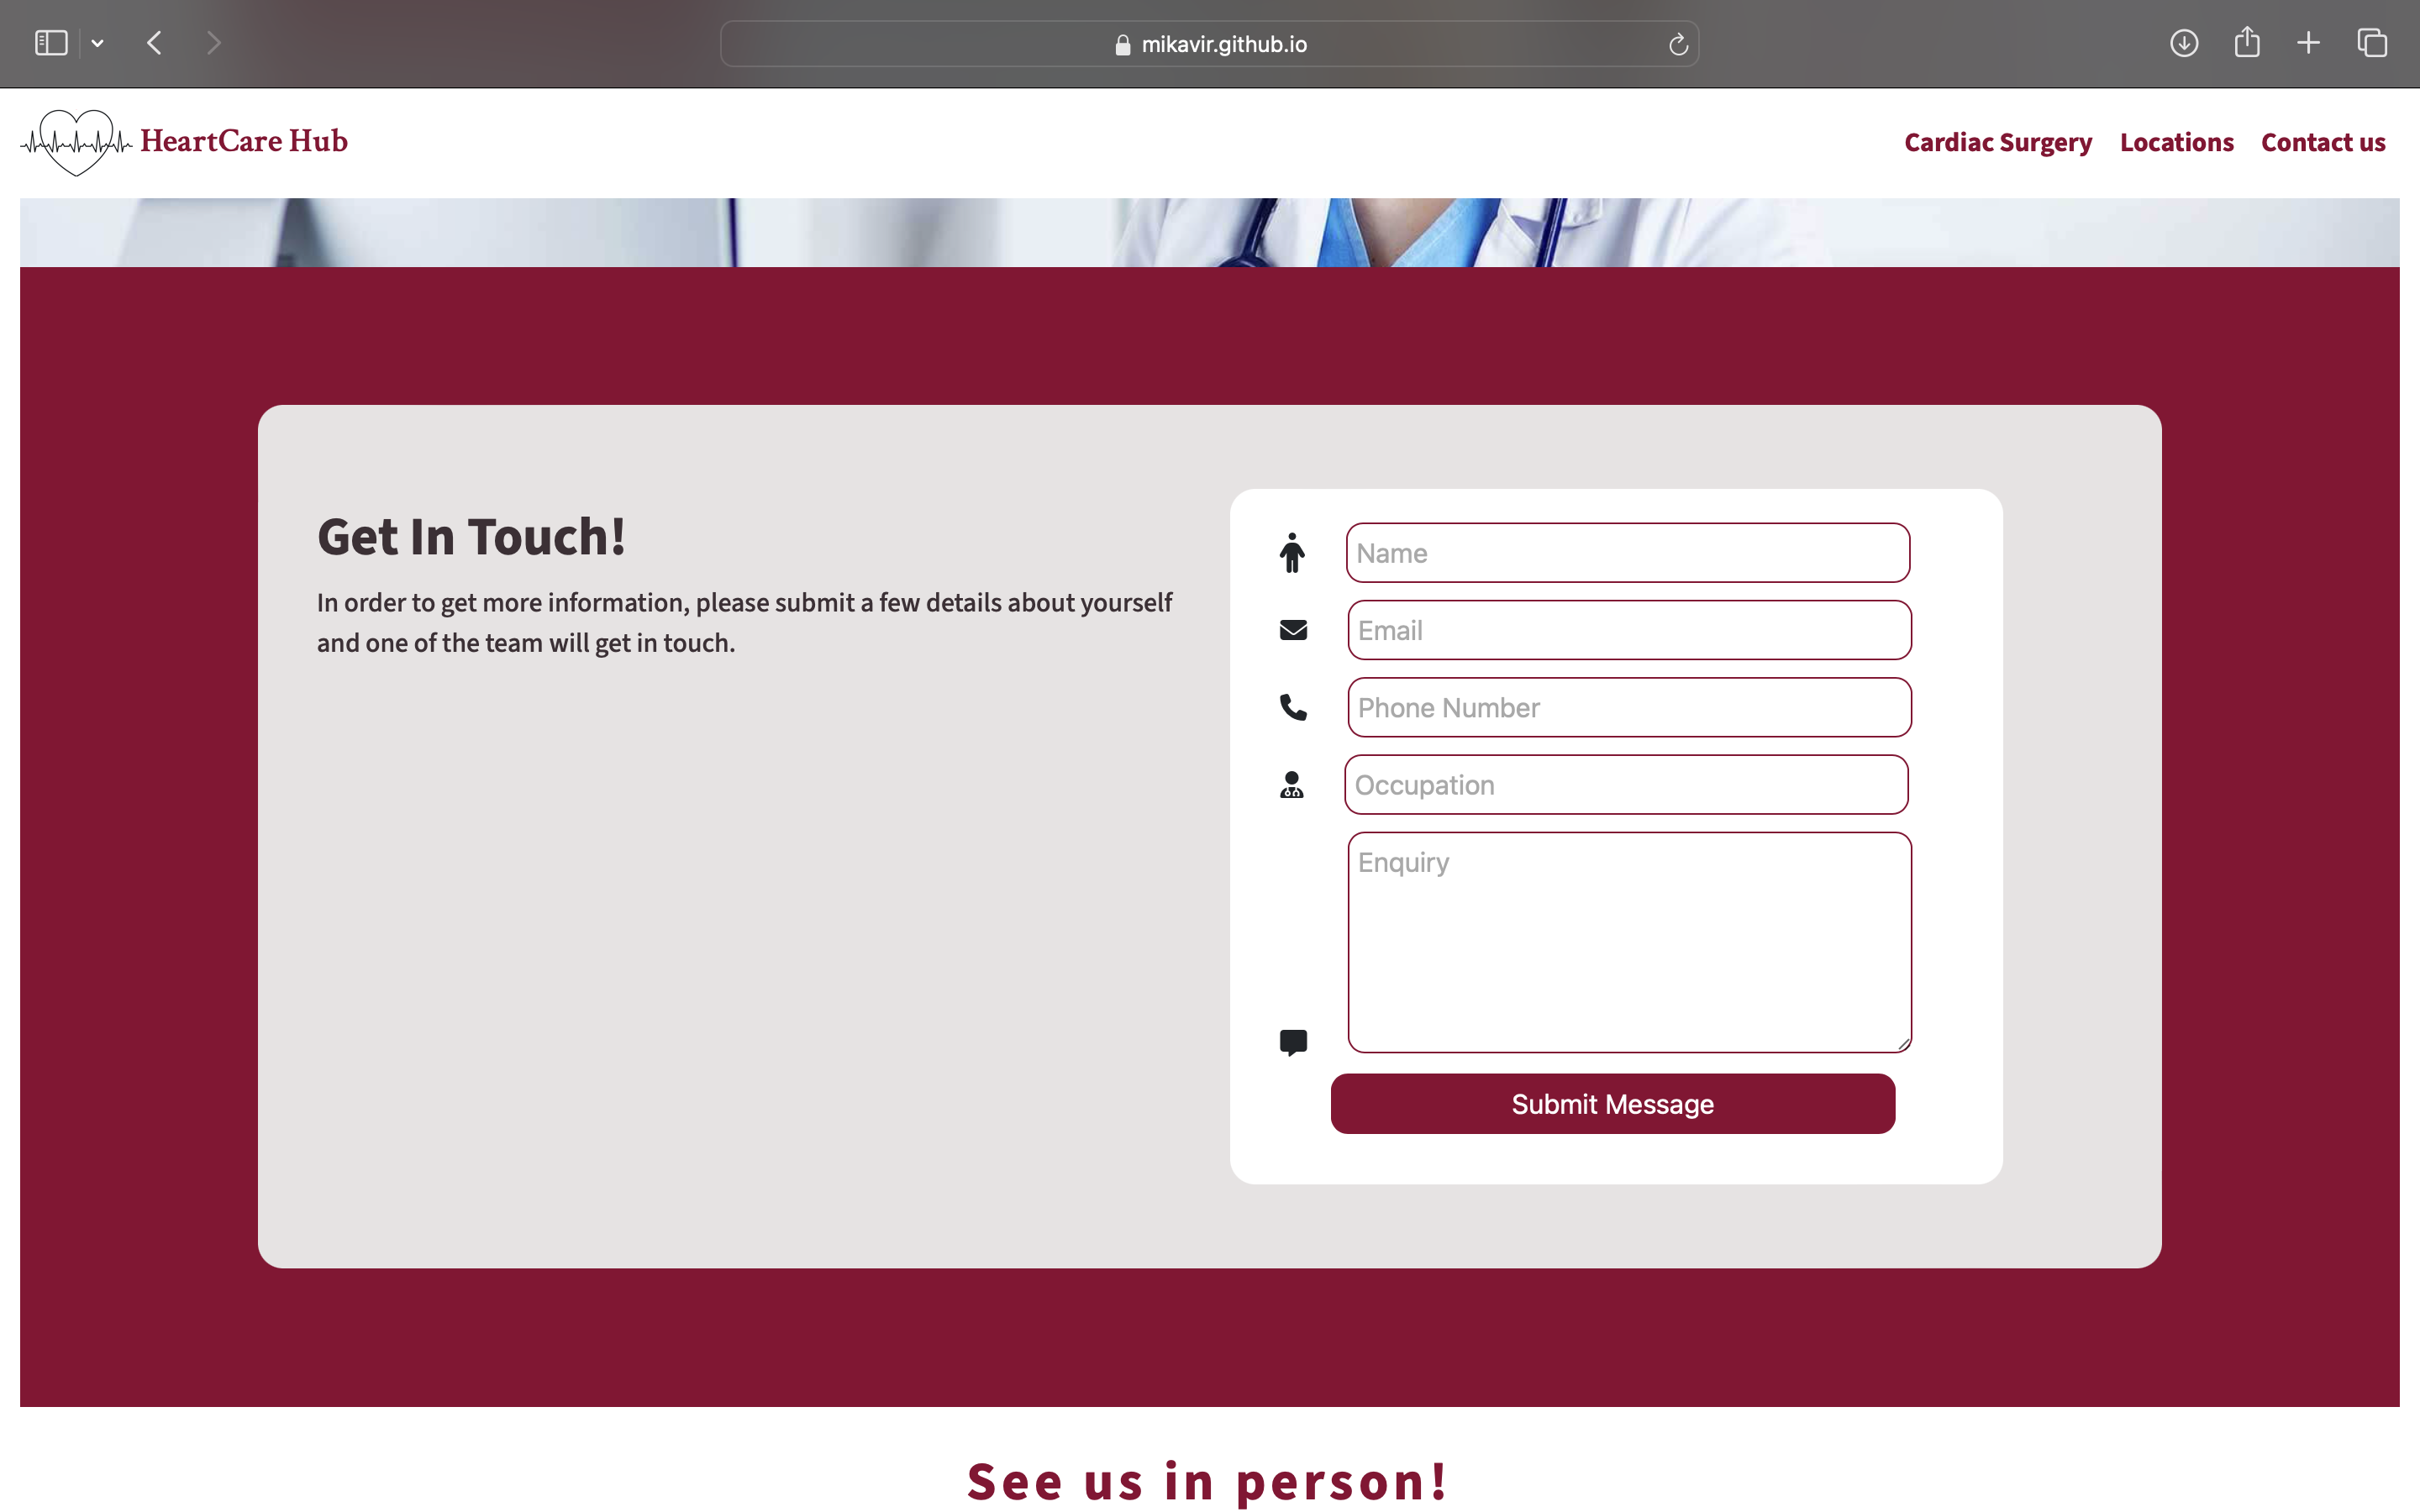 mikavir.github.io
HeartCare Hub
Cardiac Surgery Locations Contact us
Get In Touch!
In order to get more information, please submit a few details about yourself
and one of the team will get in touch.
Name
Email
Phone Number
Occupation
Enquiry
Submit Message
See us in person!